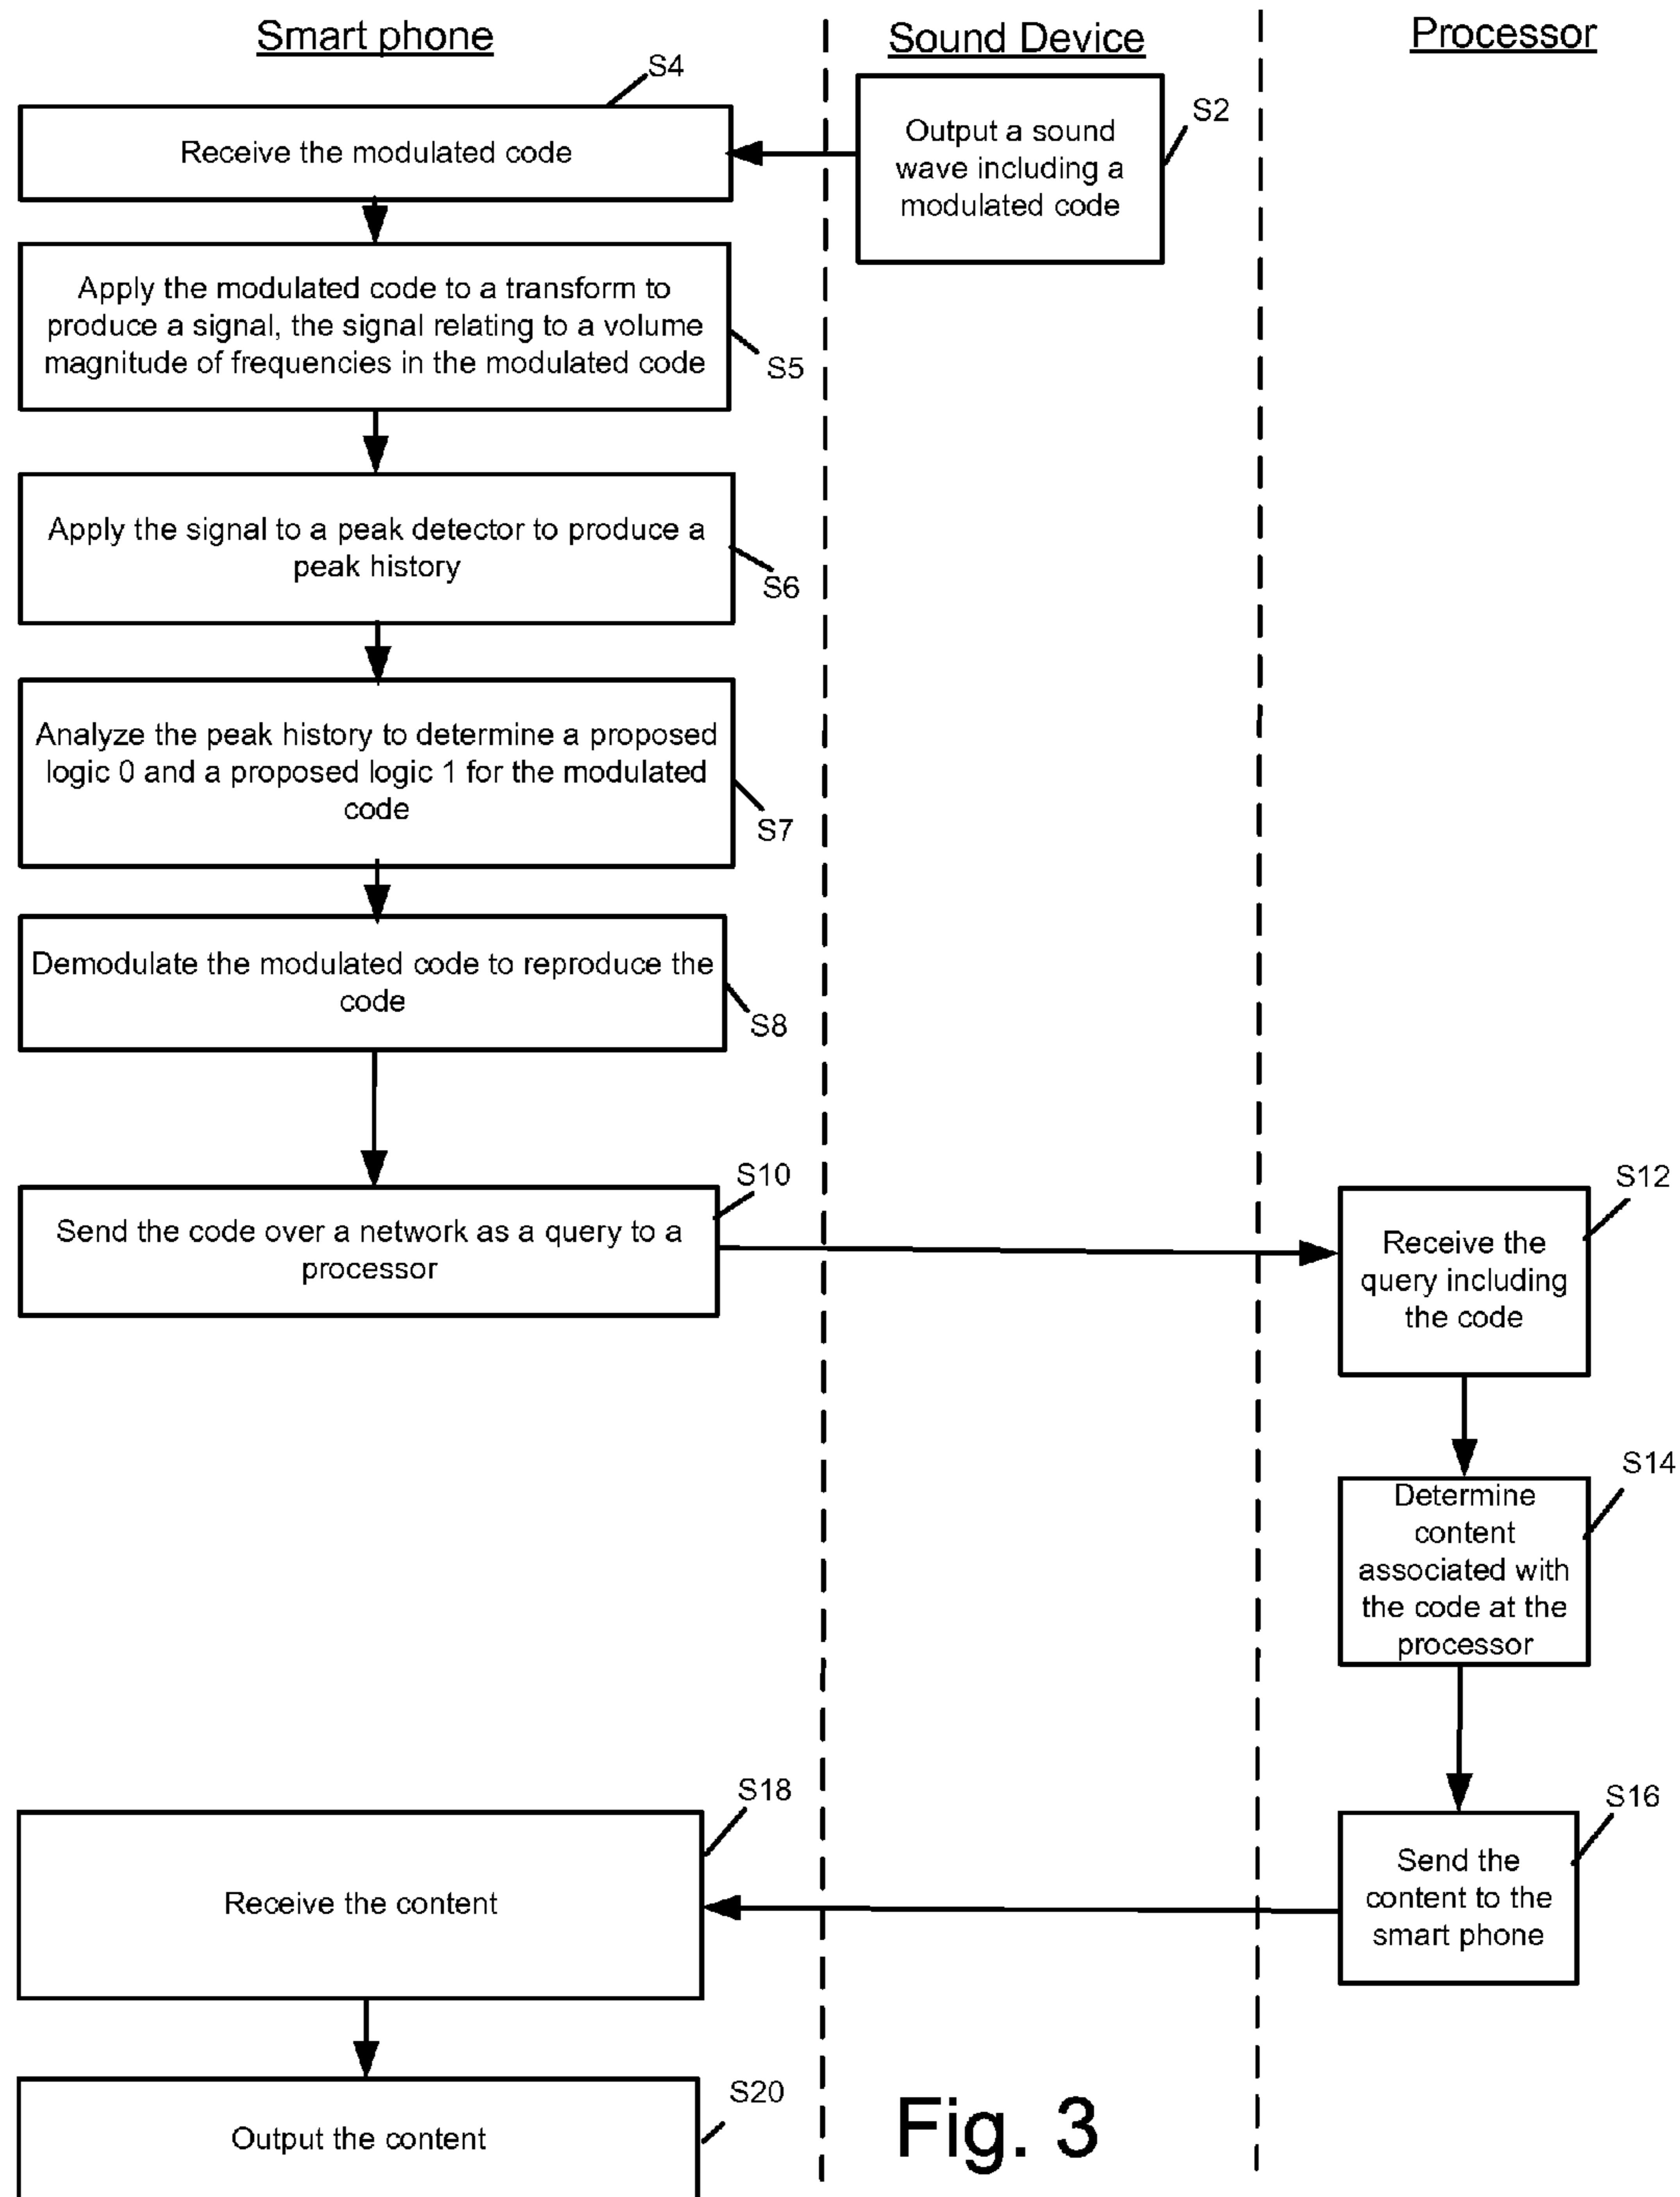 Smart phone
Sound Device
Processor
S4
Receive the modulated code
Output a sound
wave including a
modulated code
S2
Apply the modulated code to a transform to
produce a signal, the signal relating to a volume
magnitude of frequencies in the modulated code
S5
Apply the signal to a peak detector to produce a
peak history
S6
Analyze the peak history to determine a proposed
logic 0 and a proposed logic 1 for the modulated
code
S7
Demodulate the modulated code to reproduce the
code
S8
S10
Send the code over a network as a query to a
processor
S12
Receive the
query including
the code
S14
Determine
content
associated with
the code at the
processor
S16
Send the
content to the
smart phone
S18
Receive the content
S20
Output the content
Fig. 3